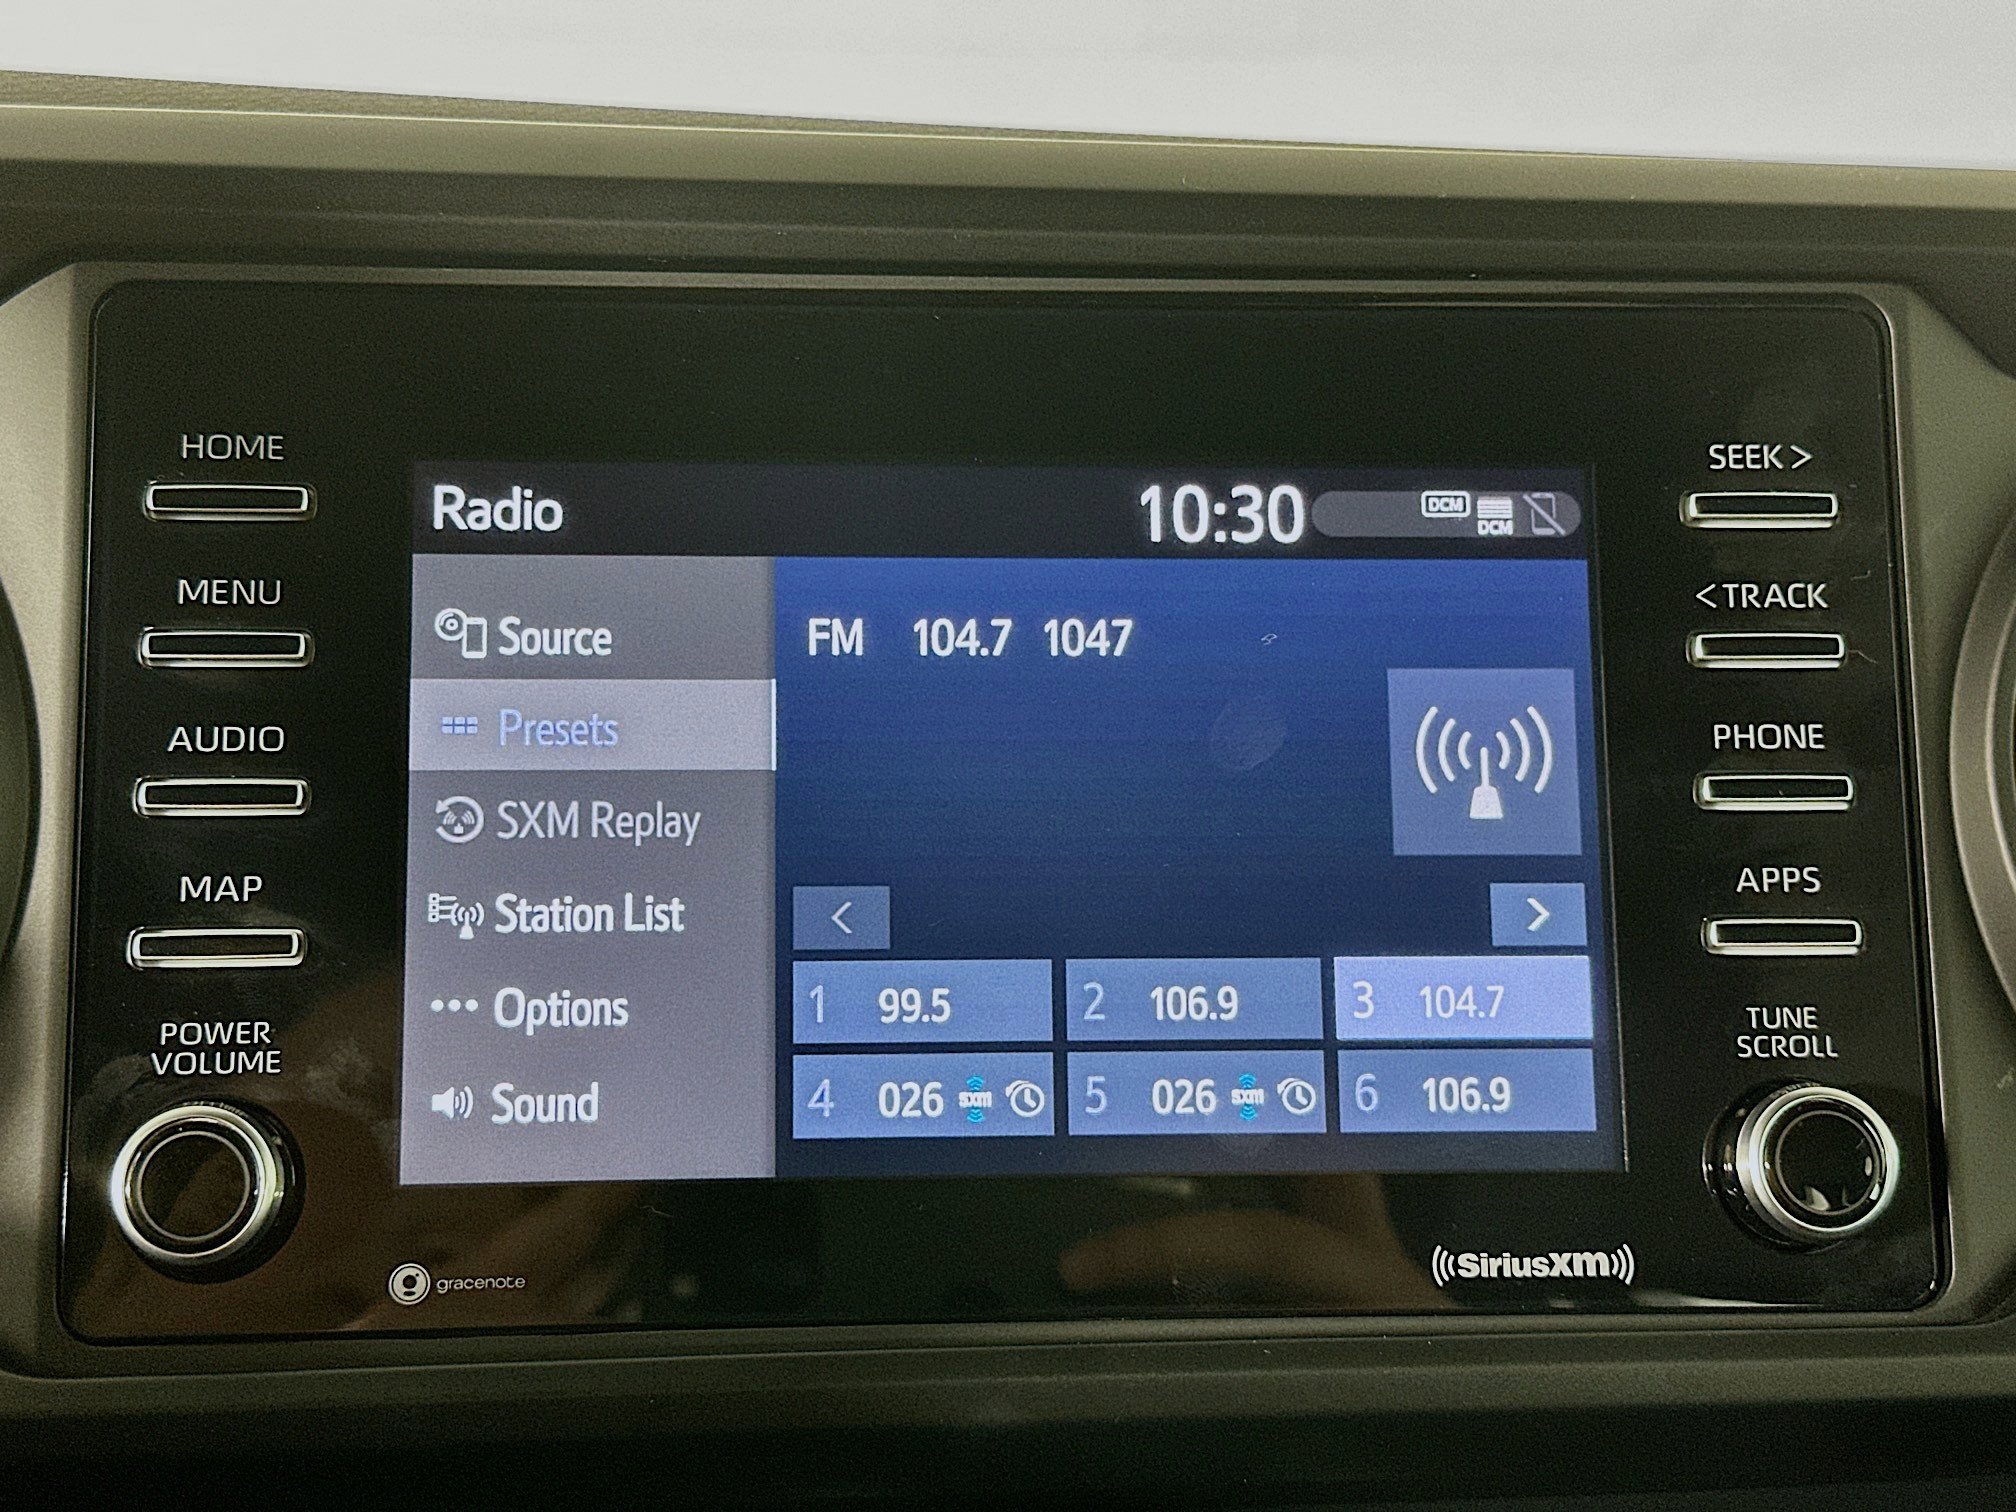 HOME
MENU
AUDIO
MAP
POWER
VOLUME
Radio
10:30
DCM
DCM
Source
Presets
SXM Replay
Station List
Options
Sound
FM 104.7 1047
<
>
1 99.5
2 106.9
3 104.7
4 026 sxm
5 026 sxm
6 106.9
SEEK >
< TRACK
PHONE
APPS
TUNE
SCROLL
g gracenote
((SiriusXM))